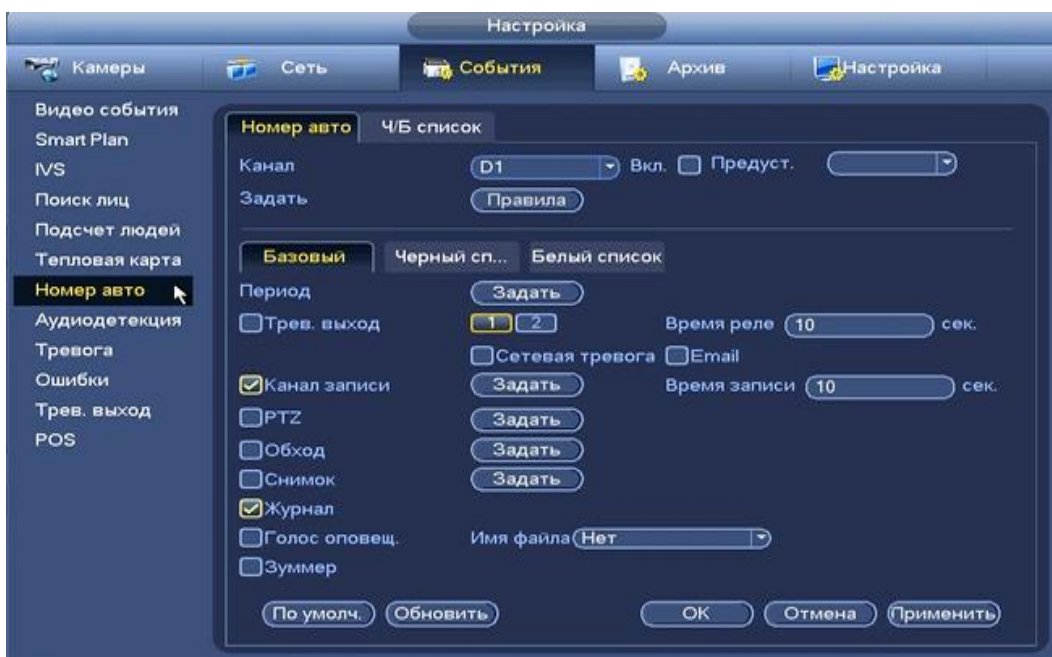 Настройка
Камеры Сеть События Архив Настройка
Видео события
Smart Plan
IVS
Поиск лиц
Подсчет людей
Тепловая карта
Номер авто
Аудиодетекция
Тревога
Ошибки
Трев. выход
POS
Номер авто Ч/Б список
Канал D1 Вкл. Предуст.
Задать Правила
Базовый Черный сп... Белый список
Период Задать
Трев. выход 1 2 Время реле 10 сек.
Сетевая тревога Email
Канал записи Задать Время записи 10 сек.
PTZ Задать
Обход Задать
Снимок Задать
Журнал
Голос оповещ. Имя файла Нет
Зуммер
По умолч. Обновить ОК Отмена Применить